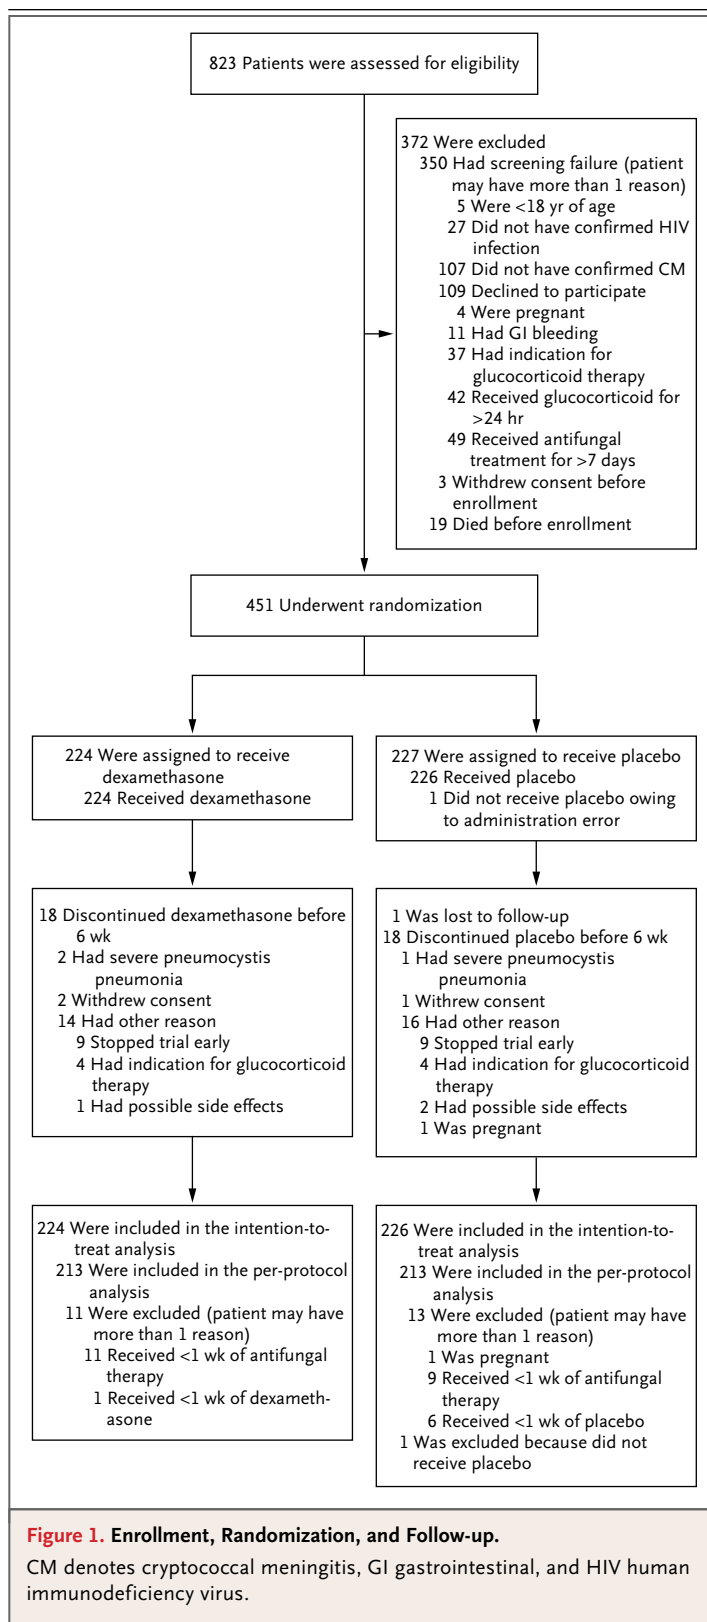 823 Patients were assessed for eligibility
372 Were excluded
350 Had screening failure (patient
may have more than 1 reason)
5 Were <18 yr of age
27 Did not have confirmed HIV
infection
107 Did not have confirmed CM
109 Declined to participate
4 Were pregnant
11 Had GI bleeding
37 Had indication for
glucocorticoid therapy
42 Received glucocorticoid for
>24 hr
49 Received antifungal
treatment for >7 days
3 Withdrew consent before
enrollment
19 Died before enrollment
451 Underwent randomization
224 Were assigned to receive
dexamethasone
224 Received dexamethasone
227 Were assigned to receive placebo
226 Received placebo
1 Did not receive placebo owing
to administration error
18 Discontinued dexamethasone before
6 wk
2 Had severe pneumocystis
pneumonia
2 Withdrew consent
14 Had other reason
9 Stopped trial early
4 Had indication for glucocorticoid
therapy
1 Had possible side effects
1 Was lost to follow-up
18 Discontinued placebo before 6 wk
1 Had severe pneumocystis
pneumonia
1 Withrew consent
16 Had other reason
9 Stopped trial early
4 Had indication for glucocorticoid
therapy
2 Had possible side effects
1 Was pregnant
224 Were included in the intention-to-
treat analysis
213 Were included in the per-protocol
analysis
11 Were excluded (patient may have
more than 1 reason)
11 Received <1 wk of antifungal
therapy
1 Received <1 wk of dexameth-
asone
226 Were included in the intention-to-
treat analysis
213 Were included in the per-protocol
analysis
13 Were excluded (patient may have
more than 1 reason)
1 Was pregnant
9 Received <1 wk of antifungal
therapy
6 Received <1 wk of placebo
1 Was excluded because did not
receive placebo
Figure 1. Enrollment, Randomization, and Follow-up.
CM denotes cryptococcal meningitis, GI gastrointestinal, and HIV human
immunodeficiency virus.